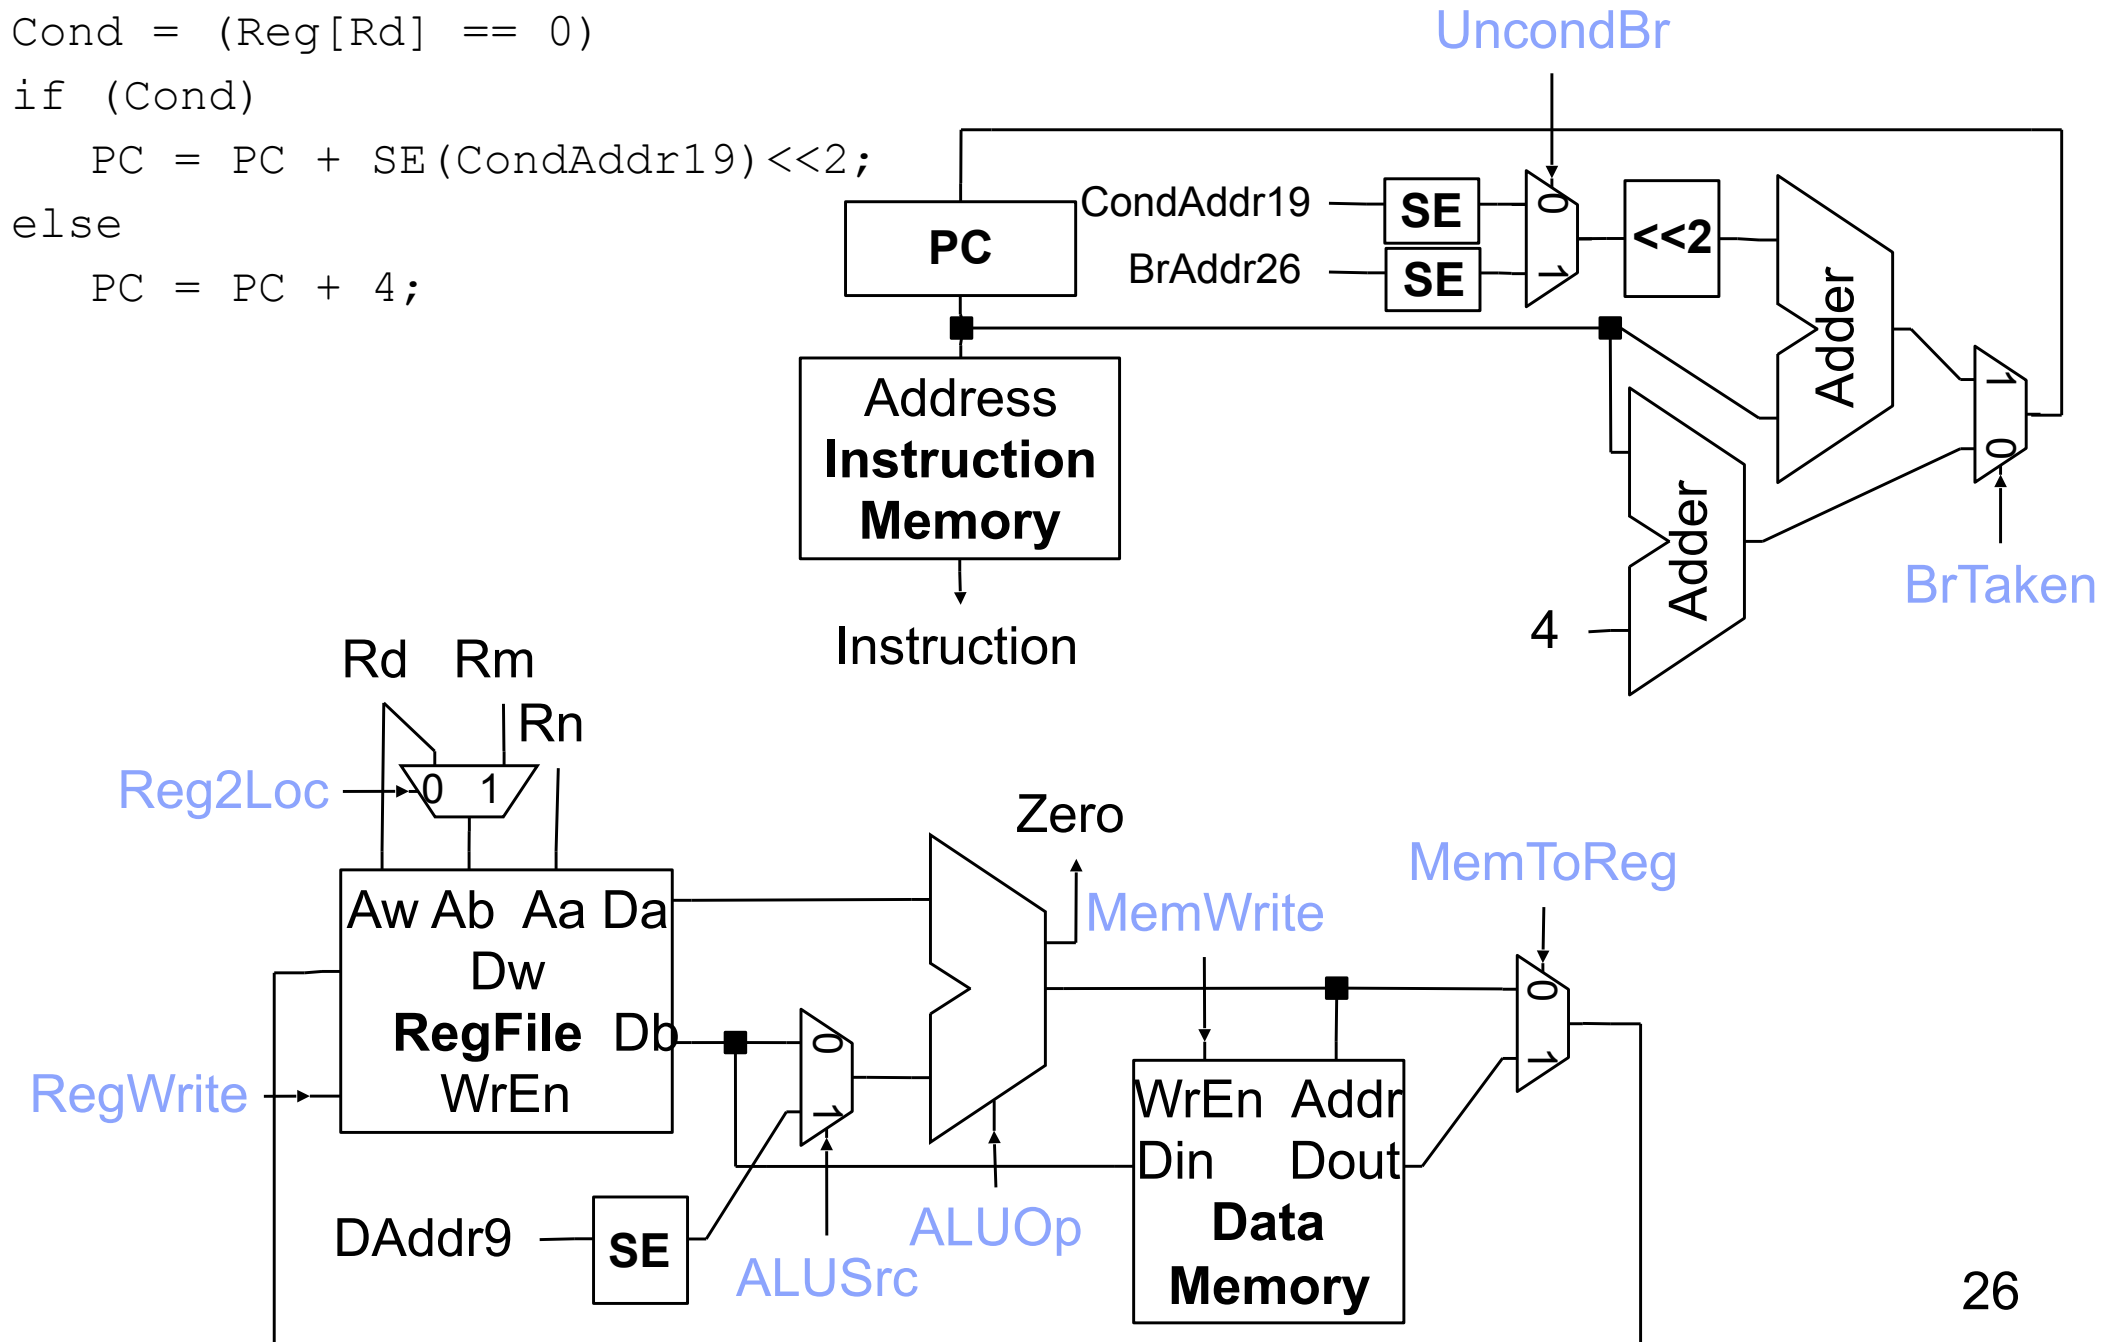 Cond = (Reg[Rd] == 0)
if (Cond)
PC = PC + SE(CondAddr19)<<2;
else
PC = PC + 4;
UncondBr
CondAddr19
SE
0
BrAddr26
SE
1
<<2
Adder
PC
Address
Instruction
Memory
Instruction
Adder
4
1
0
BrTaken
Rd
Rm
Rn
Reg2Loc
0 1
Aw Ab Aa Da
Dw
RegFile Db
WrEn
RegWrite
0
1
DAddr9
SE
ALUSrc
ALUOp
Zero
MemWrite
MemToReg
WrEn Addr
Din Dout
Data
Memory
0
1
26